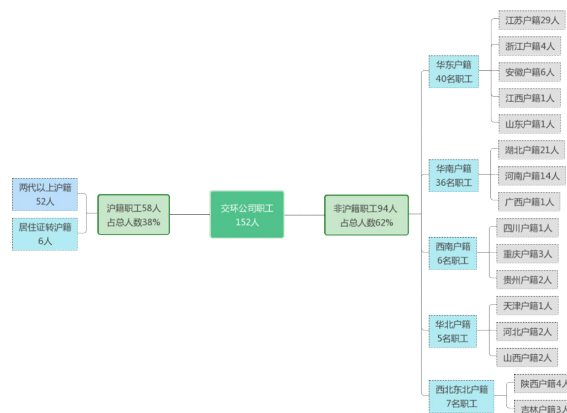 江苏户籍29人
浙江户籍4人
华东户籍
40名职工
安徽户籍6人
江西户籍1人
山东户籍1人
湖北户籍21人
华南户籍
36名职工
河南户籍14人
广西户籍1人
两代以上沪籍
52人
沪籍职工58人
占总人数38%
交环公司职工
152人
非沪籍职工94人
占总人数62%
居住证转沪籍
6人
四川户籍1人
西南户籍
6名职工
重庆户籍3人
贵州户籍2人
天津户籍1人
华北户籍
5名职工
河北户籍2人
山西户籍2人
西北东北户籍
7名职工
陕西户籍4人
吉林户籍3人